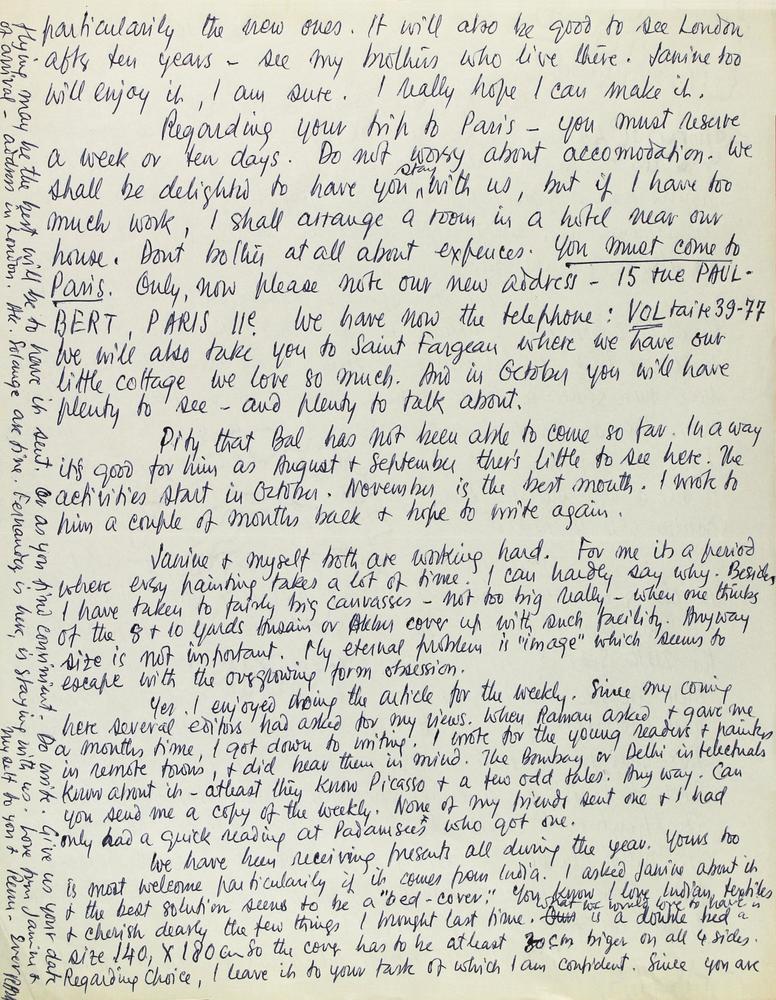 particularily the new ones. It will also be good to see London
after ten years – see my brothers who live there. Janine too
will enjoy it, I am sure. I really hope I can make it.
Regarding your trip to Paris – you must reserve
a week or ten days. Do not worry about accomodation. We
shall be delighted to have you stay with us, but if I have too
much work, I shall arrange a room in a hotel near our
house. Dont bother at all about expences. You must come to
Paris. Only, now please note our new address – 15 rue PAUL-
BERT, PARIS 11e. We have now the telephone: VOLtaire 39-77
We will also take you to Saint Fargeau where we have our
little cottage we love so much. And in October you will have
plenty to see – and plenty to talk about.
Pity that Bal has not been able to come so far. In a way
its good for him as August + September ther's little to see here. The
activities start in October. November is the best month. I wrote to
him a couple of months back & hope to write again.
Janine + myself both are working hard. For me its a period
where evry painting takes a lot of time. I can hardly say why. Besides,
I have taken to fairly big canvasses – not too big really – when one thinks
of the 8 + 10 yards Husain or Akbar cover up with such facility. Anyway
size is not important. My eternal problem is "image" which seems to
escape with the overgrowing form obsession.
Yes. I enjoyed doing the article for the weekly. Since my coming
here several editors had asked for my views. When Raman asked + gave me
a months time, I got down to writing. I wrote for the young readers + painters
in remote towns, + did hear them in mind. The Bombay or Delhi intelectuals
know about it – atleast they know Picasso + a few odd tales. Any way. Can
you send me a copy of the weekly. None of my friends sent one + I had
only had a quick reading at Padamsee's who got one.
We have been receiving presents all during the year. Yours too
is most welcome particularily if it comes from India. I asked Janine about it
+ the best solution seems to be a "bed-cover." You know I love Indian textiles
+ cherish dearly the few things I brought last time. What we would love to have is
is a double bed a
size 140, X 180 cm So the cover has to be atleast 30 cm biger on all 4 sides.
Regarding choice, I leave it to your taste of which I am confident. Since you are
flying may be the best will be to have it sent. Or as you find convinient. Do write. Give us your date
of arrival – address in London. Solange are fine. Fernanda is here, is staying with us. Love from Janine +
myself to you +